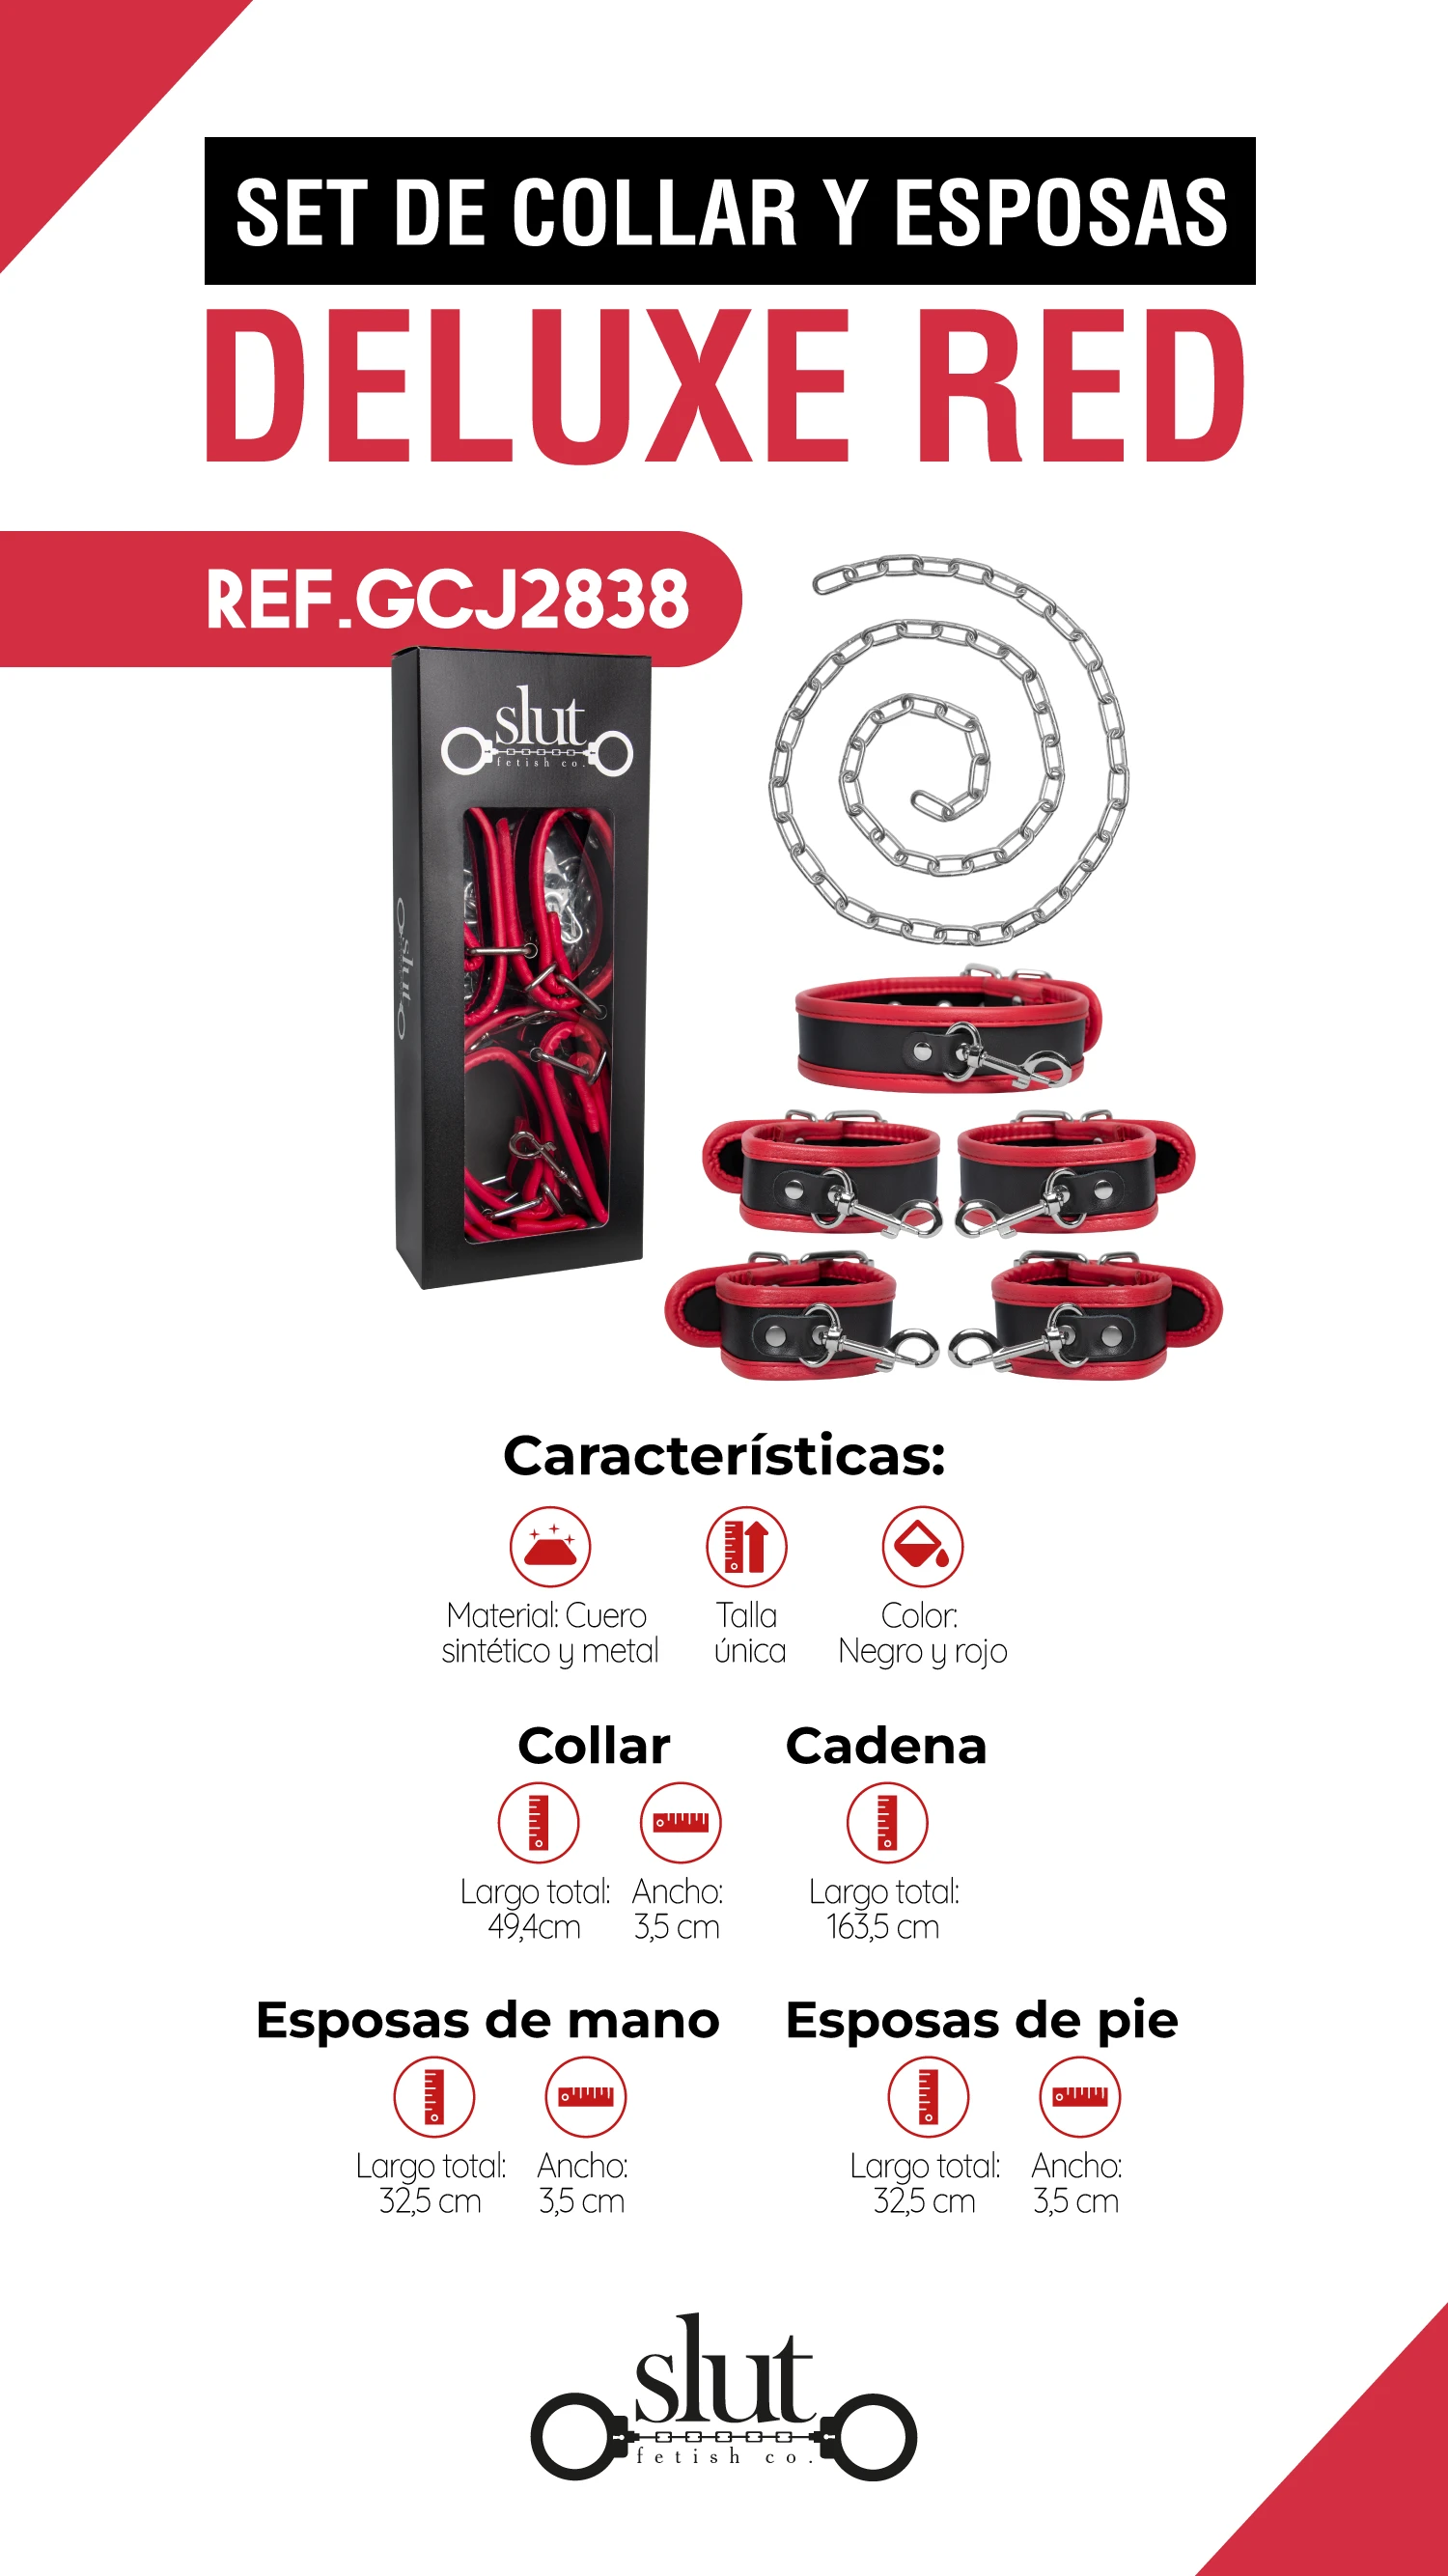 SET DE COLLAR Y ESPOSAS
DELUXE RED
REF.GCJ2838
slut
fetish co.
slut
Características:
Material: Cuero
sintético y metal
Talla
única
Color:
Negro y rojo
Collar
Largo total:
49,4cm
Ancho:
3,5 cm
Cadena
Largo total:
163,5 cm
Esposas de mano
Largo total:
32,5 cm
Ancho:
3,5 cm
Esposas de pie
Largo total:
32,5 cm
Ancho:
3,5 cm
slut
fetish co.